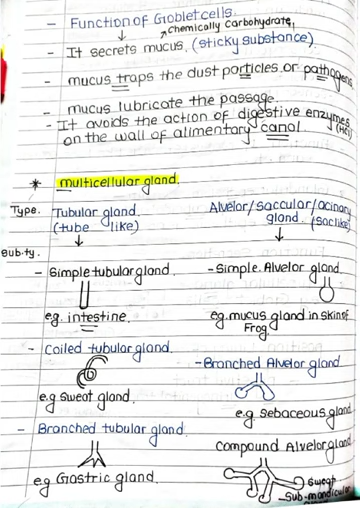 - Function of Goblet cells.
↓ ↗ chemically Carbohydrate,
- It secrets mucus. (sticky substance).
- mucus traps the dust particles or pathogens
- mucus lubricate the passage.
- It avoids the action of digestive enzymes (HCl)
on the wall of alimentary canal
* multicellular gland.
Type. Tubular gland. Alvelor/saccular/acinar
(tube like) gland. (sac like)
↓ ↓
Sub.ty.
- Simple tubular gland. - Simple. Alvelor gland.
eg. intestine. eg. mucus gland in skin of
Frog.
- Coiled tubular gland. - Branched Alvelor gland
e.g Sweat gland. e.g. Sebaceous gland
- Branched tubular gland. Compound Alvelor gland
eg Gastric gland. Sub-mandicular